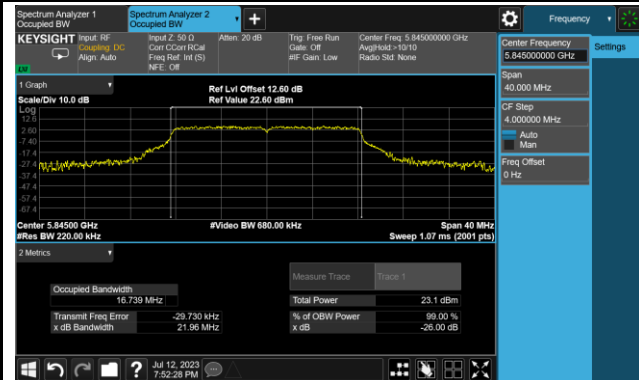 Spectrum Analyzer 1
Occupied BW
Spectrum Analyzer 2
Occupied BW
Frequency
KEYSIGHT
Input: RF
Coupling: DC
Align: Auto
Input Z: 50 Ω
Corr CCorr RCal
Freq Ref: Int (S)
NFE: Off
Atten: 20 dB
Trig: Free Run
Gate: Off
#IF Gain: Low
Center Freq: 5.845000000 GHz
Avg|Hold:>10/10
Radio Std: None
Center Frequency
5.845000000 GHz
Settings
Span
40.000 MHz
CF Step
4.000000 MHz
Auto
Man
Freq Offset
0 Hz
1 Graph
Scale/Div 10.0 dB
Ref Lvl Offset 12.60 dB
Ref Value 22.60 dBm
Log
12.6
2.60
-7.40
-17.4
-27.4
-37.4
-47.4
-57.4
-67.4
Center 5.84500 GHz
#Video BW 680.00 kHz
Span 40 MHz
#Res BW 220.00 kHz
Sweep 1.07 ms (2001 pts)
2 Metrics
Measure Trace
Trace 1
Occupied Bandwidth
16.739 MHz
Total Power
23.1 dBm
Transmit Freq Error
-29.730 kHz
% of OBW Power
99.00 %
x dB Bandwidth
21.96 MHz
x dB
-26.00 dB
Jul 12, 2023
7:52:28 PM